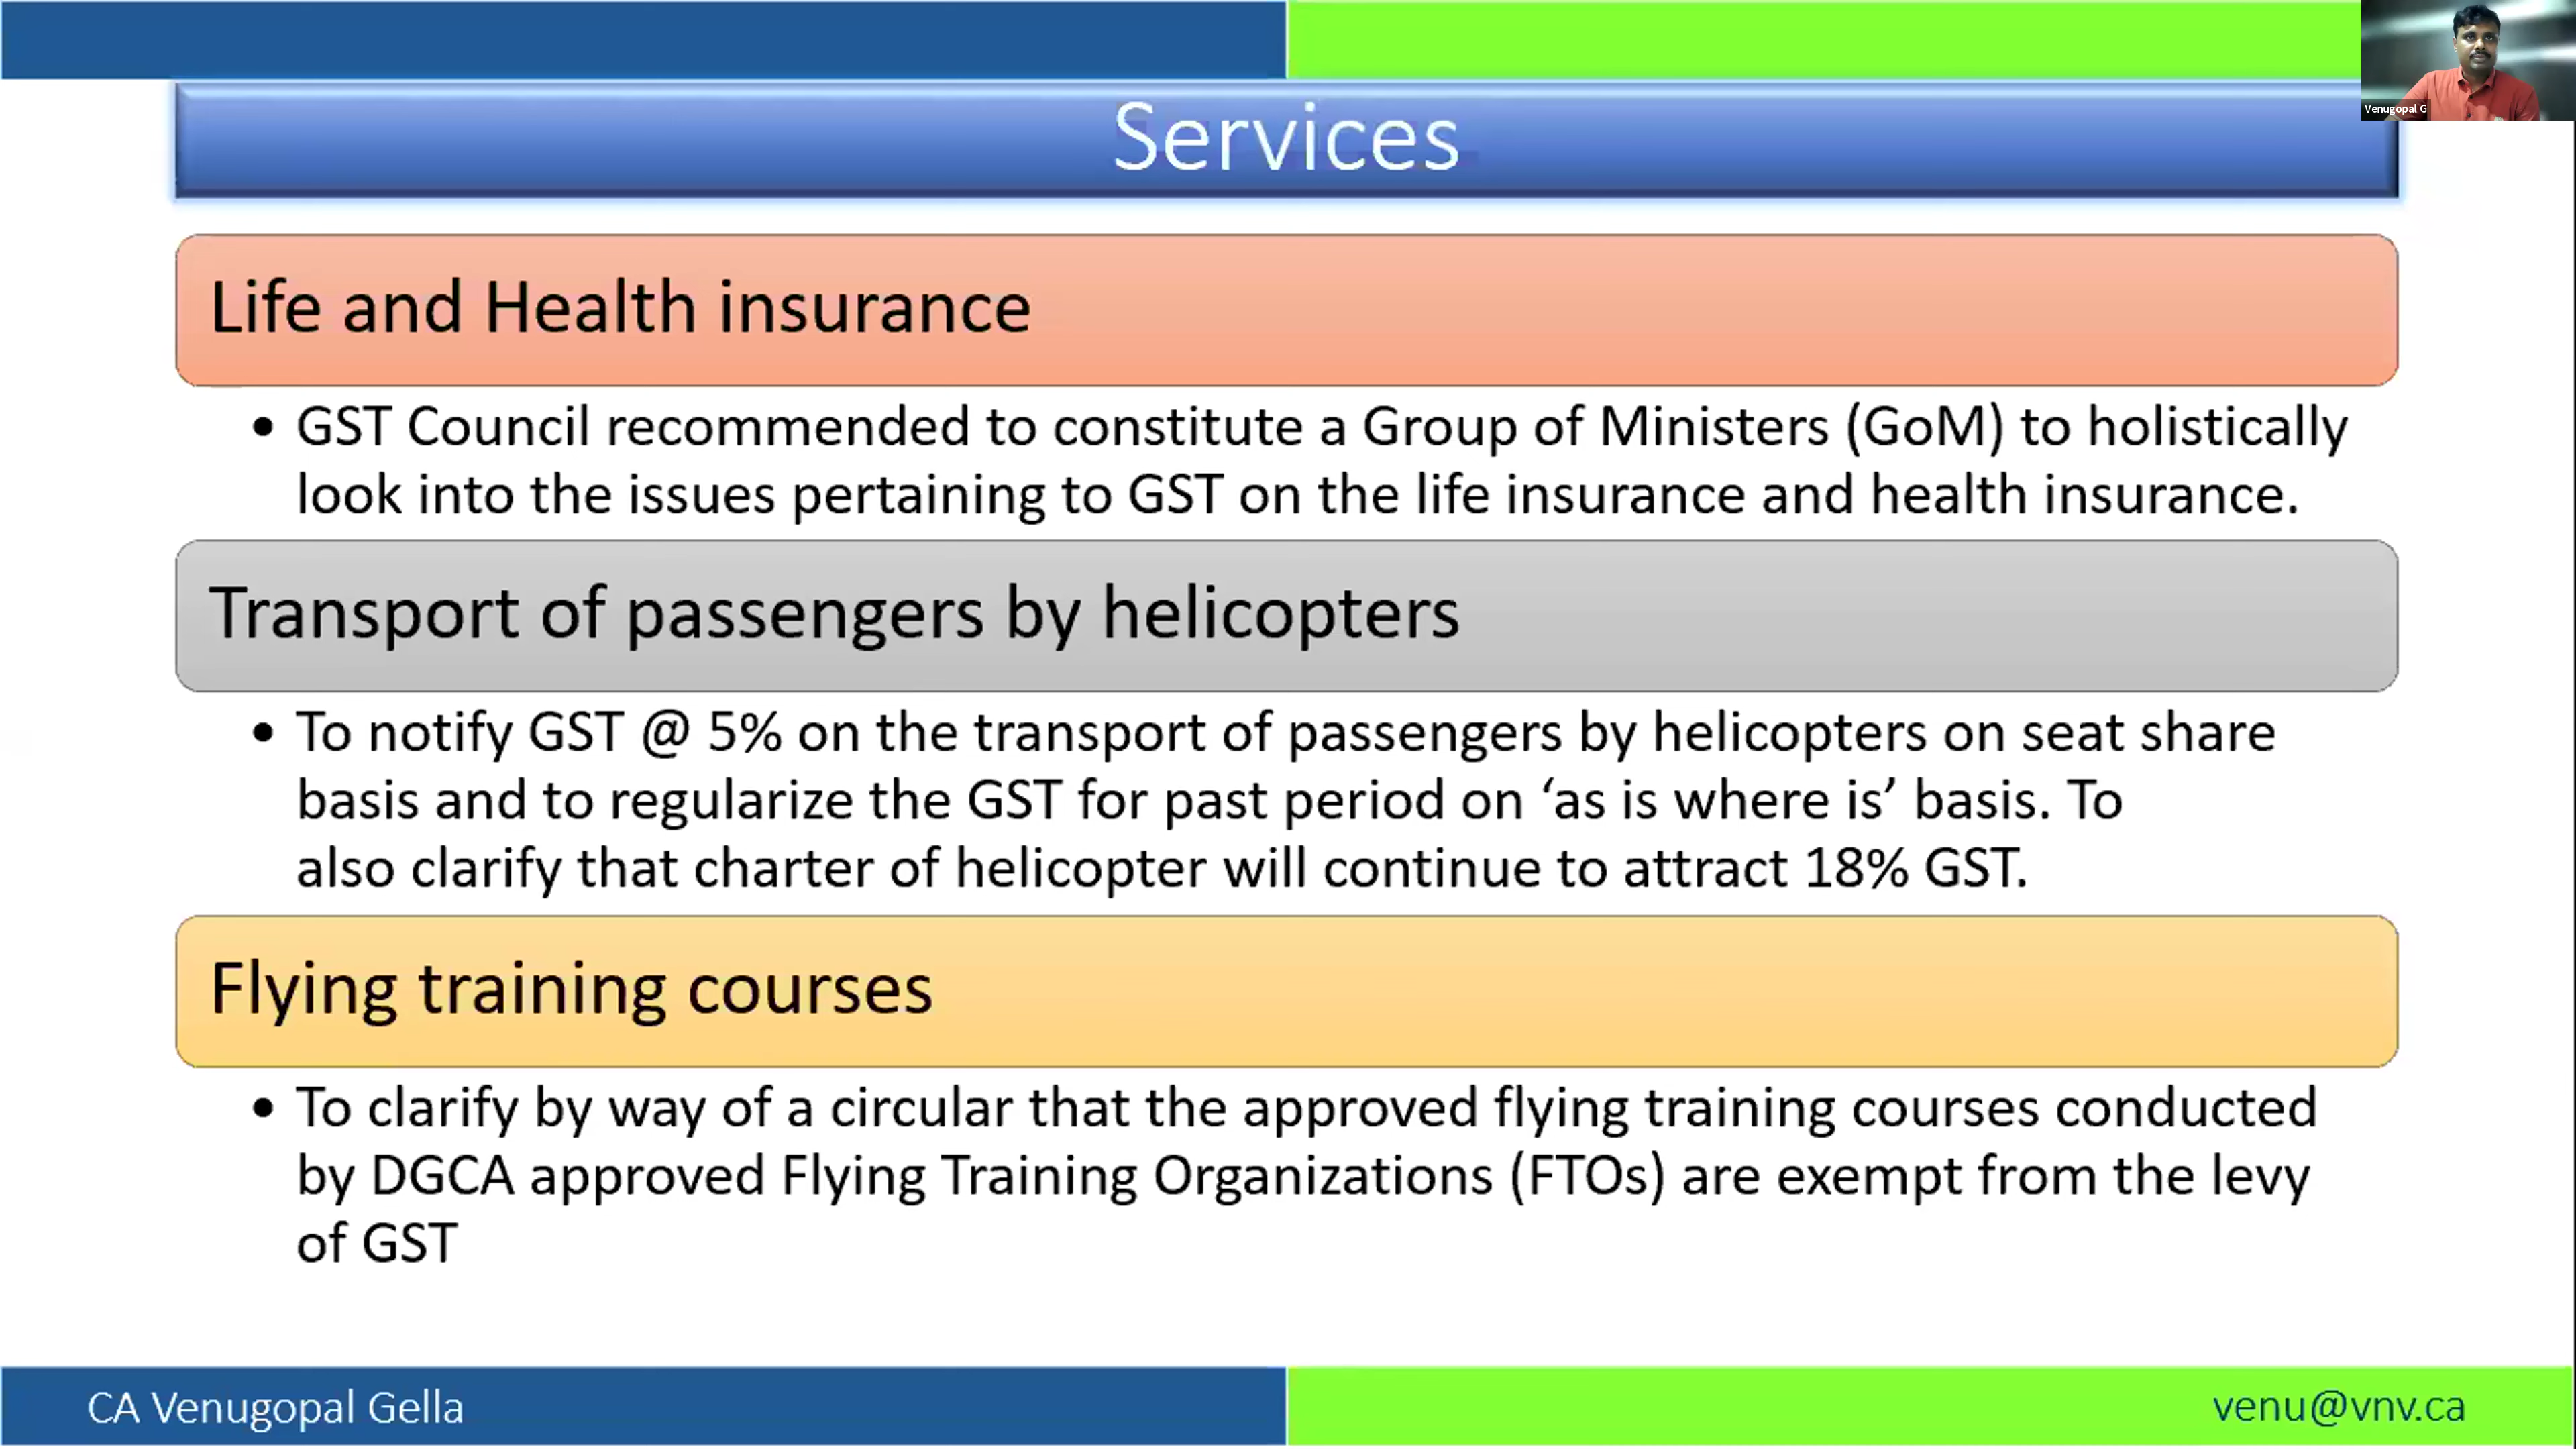 Services
Venugopal G
Life and Health insurance
• GST Council recommended to constitute a Group of Ministers (GoM) to holistically
look into the issues pertaining to GST on the life insurance and health insurance.
Transport of passengers by helicopters
• To notify GST @ 5% on the transport of passengers by helicopters on seat share
basis and to regularize the GST for past period on ‘as is where is’ basis. To
also clarify that charter of helicopter will continue to attract 18% GST.
Flying training courses
• To clarify by way of a circular that the approved flying training courses conducted
by DGCA approved Flying Training Organizations (FTOs) are exempt from the levy
of GST
CA Venugopal Gella
venu@vnv.ca